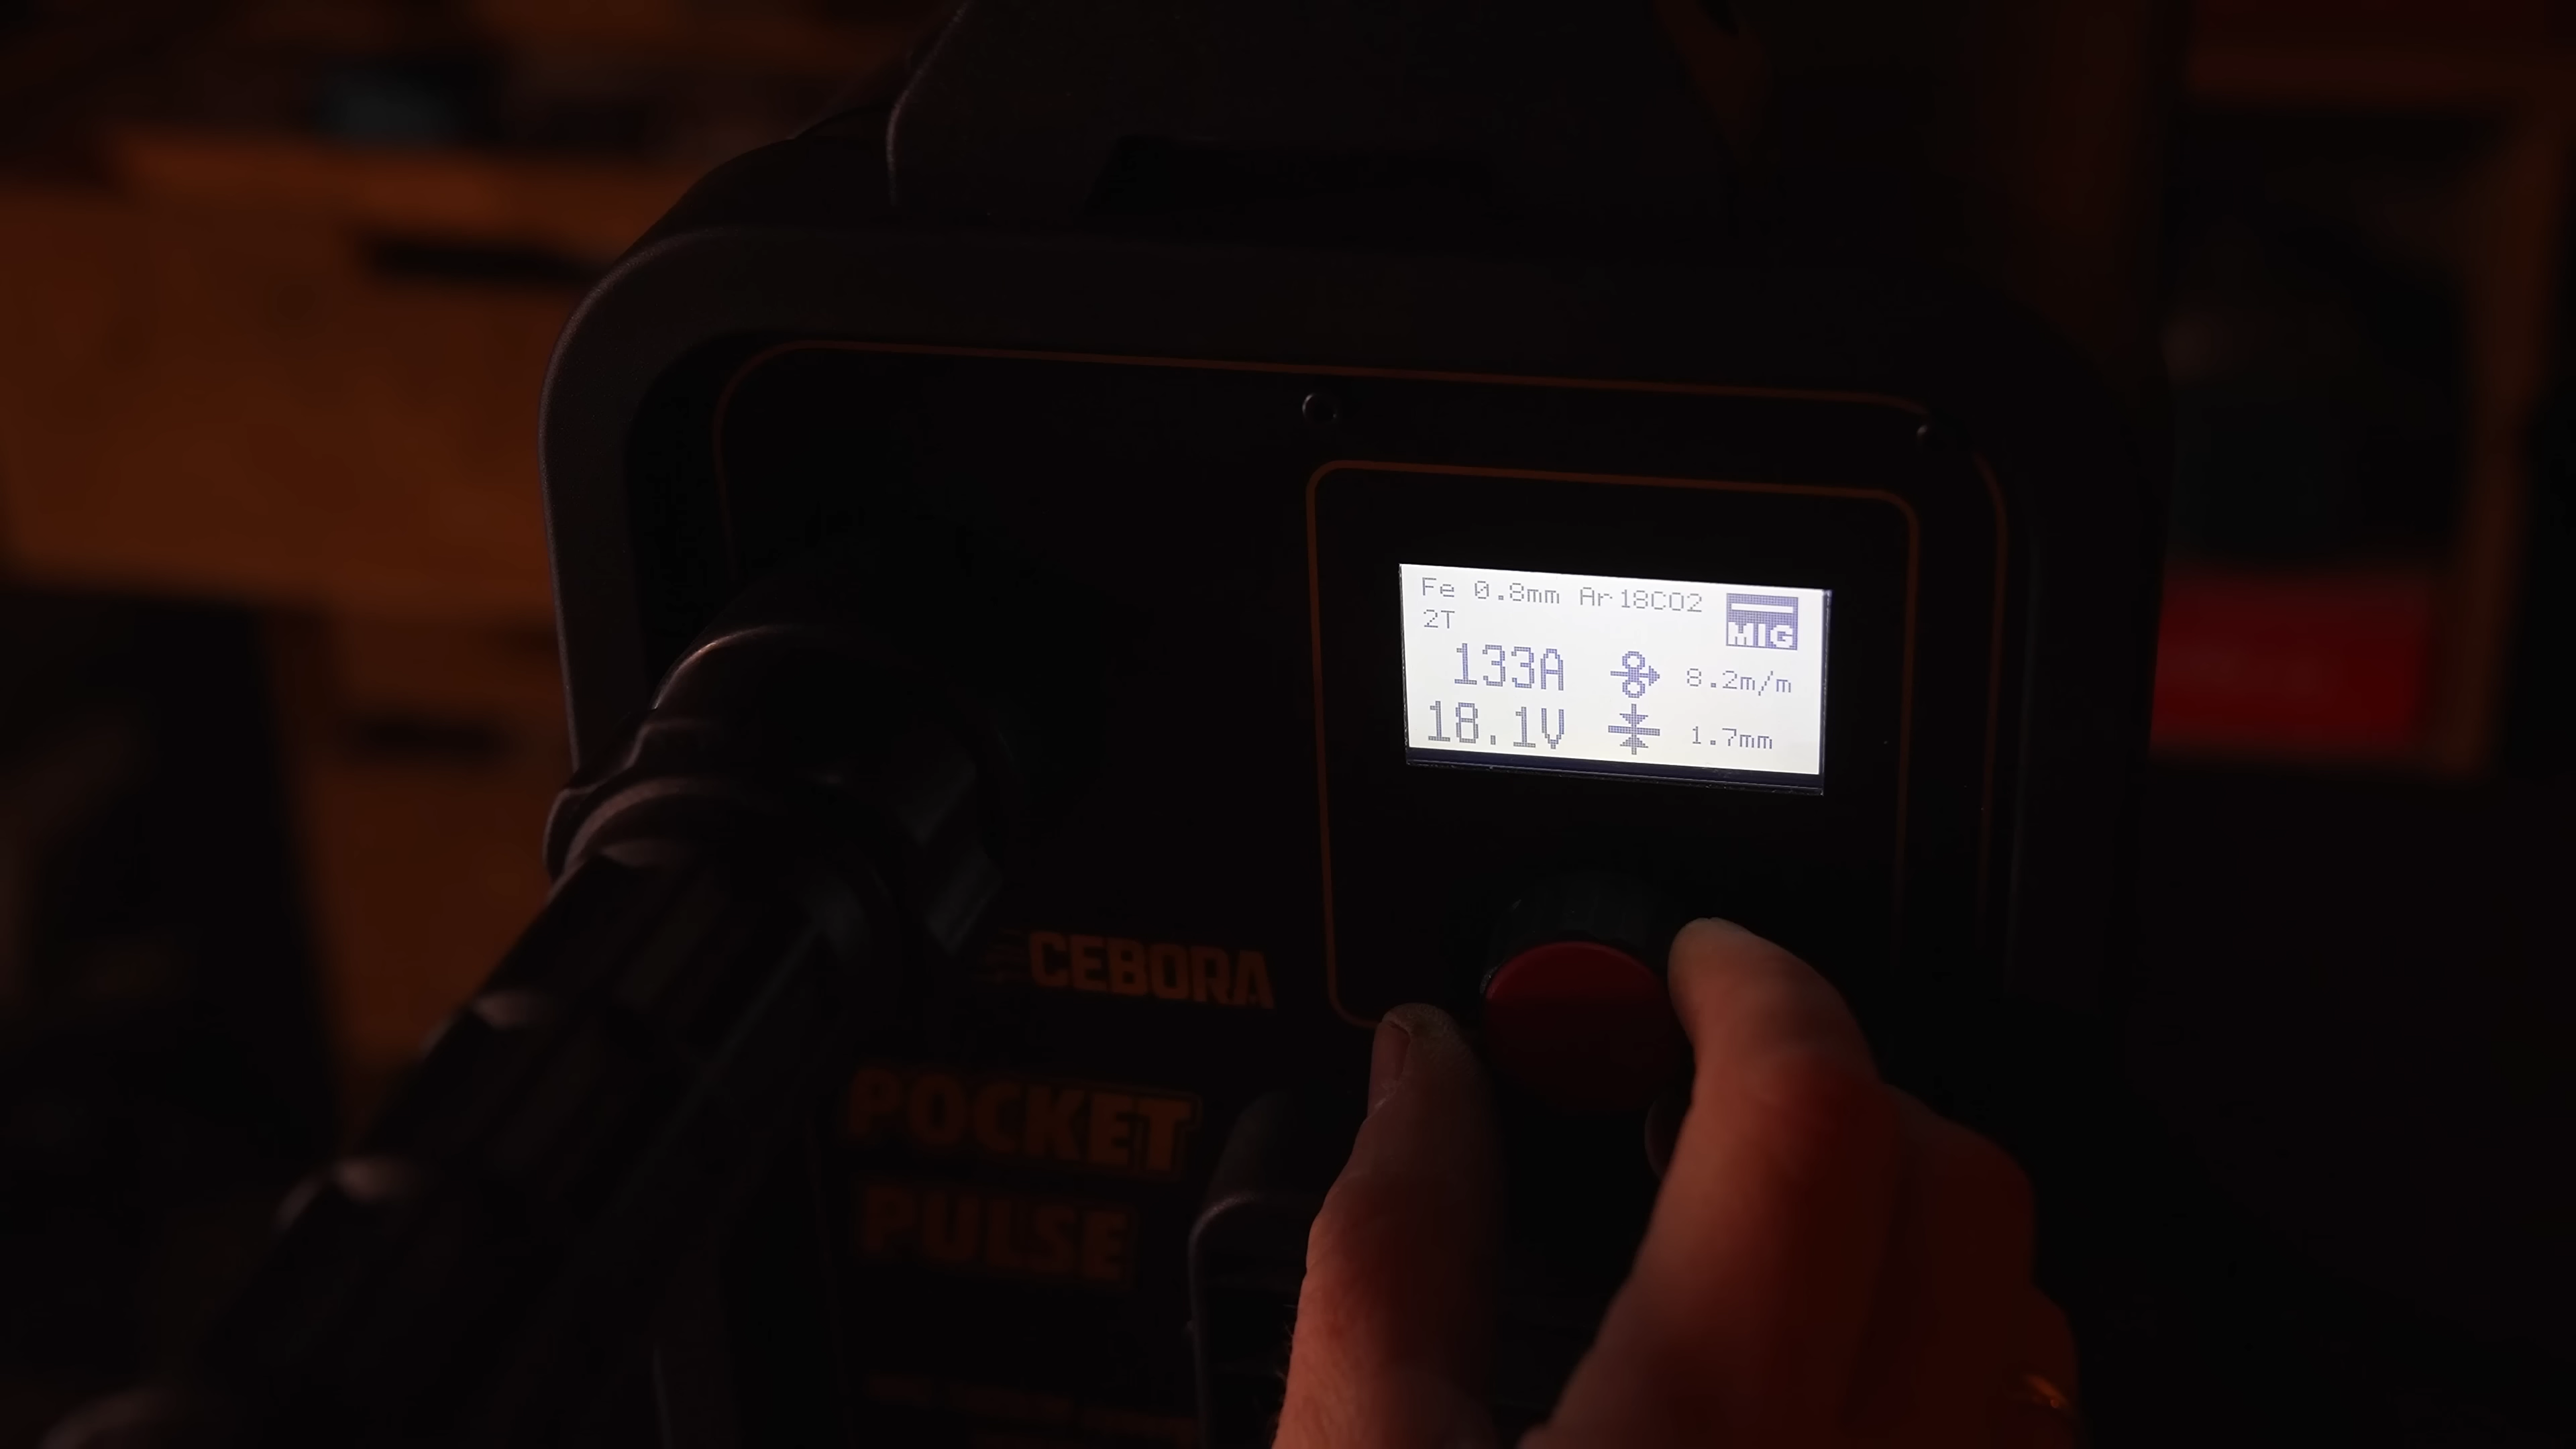 Fe 0.8mm Ar18CO2
2T
MIG
133A
8.2m/m
18.1V
1.7mm
CEBORA
POCKET
PULSE